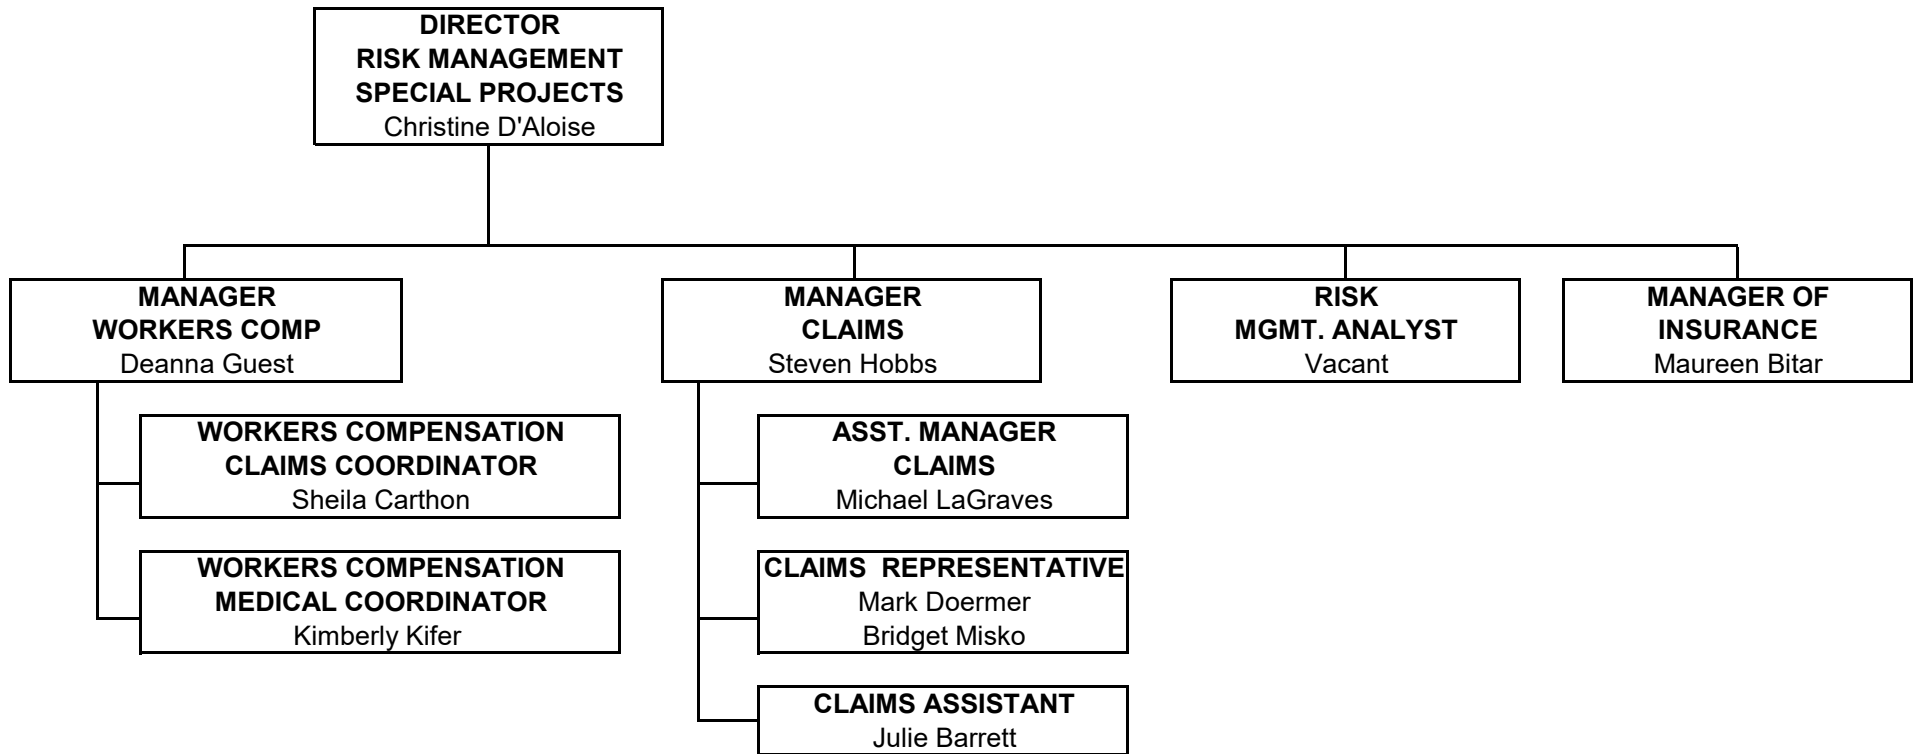 DIRECTOR
RISK MANAGEMENT
SPECIAL PROJECTS
Christine D'Aloise
MANAGER
WORKERS COMP
Deanna Guest
MANAGER
CLAIMS
Steven Hobbs
RISK
MGMT. ANALYST
Vacant
MANAGER OF
INSURANCE
Maureen Bitar
WORKERS COMPENSATION
CLAIMS COORDINATOR
Sheila Carthon
WORKERS COMPENSATION
MEDICAL COORDINATOR
Kimberly Kifer
ASST. MANAGER
CLAIMS
Michael LaGraves
CLAIMS  REPRESENTATIVE
Mark Doermer
Bridget Misko
CLAIMS ASSISTANT
Julie Barrett